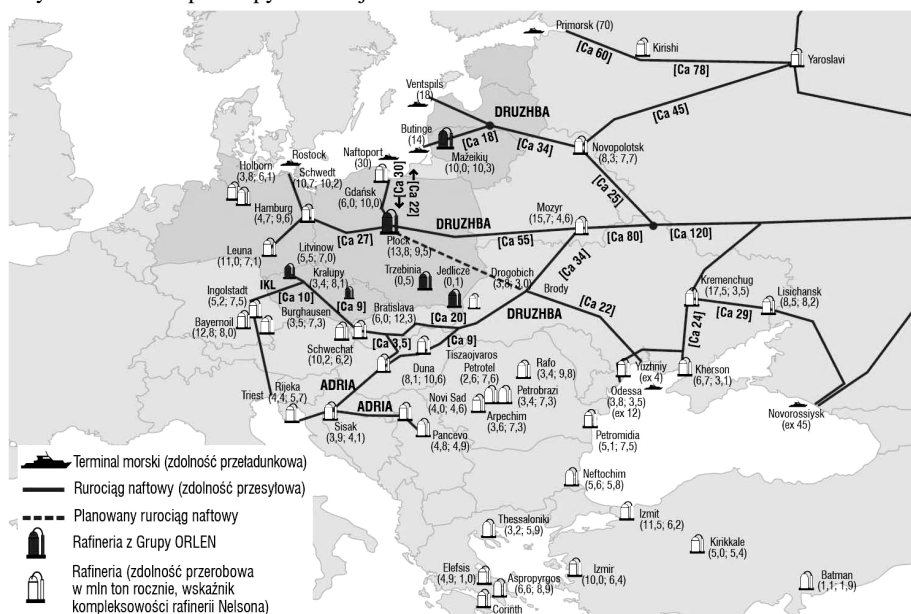 Primorsk (70)
[Ca 60]
Kirishi
[Ca 78]
Yaroslavi
Ventspils
(18)
DRUZHBA
[Ca 45]
Butinge
(14)
[Ca 18]
[Ca 34]
Mażeikių
(10,0; 10,3)
Novopolotsk
(8,3; 7,7)
[Ca 25]
Rostock
Naftoport
(30)
[Ca 30]
[Ca 22]
Holborn
(3,8; 6,1)
Schwedt
(10,7; 10,2)
Gdańsk
(6,0; 10,0)
Hamburg
(4,7; 9,6)
[Ca 27]
Płock
(13,8; 9,5)
DRUZHBA
[Ca 55]
Mozyr
(15,7; 4,6)
[Ca 80]
[Ca 120]
[Ca 34]
Leuna
(11,0; 7,1)
Litvinow
(5,5; 7,0)
Kralupy
(3,4; 8,1)
Trzebinia
(0,5)
Jedlicze
(0,1)
Drogobich
(3,8; 3,0)
Brody
IKL
[Ca 10]
[Ca 9]
[Ca 20]
Ingolstadt
(5,2; 7,5)
Burghausen
(3,5; 7,3)
Bratislava
(6,0; 12,3)
Bayernoil
(12,8; 8,0)
Schwechat
(10,2; 6,2)
[Ca 3,5]
[Ca 9]
DRUZHBA
[Ca 22]
Kremenchug
(17,5; 3,5)
Lisichansk
(8,5; 8,2)
[Ca 24]
[Ca 29]
Tiszaojvaros
Duna
(8,1; 10,6)
Petrotel
(2,6; 7,6)
Rafo
(3,4; 9,8)
Yuzhniy
(ex 4)
Odessa
(3,8; 3,5)
(ex 12)
Kherson
(6,7; 3,1)
Novorossiysk
(ex 45)
ADRIA
Triest
Rijeka
(4,4; 5,7)
ADRIA
Sisak
(3,9; 4,1)
Novi Sad
(4,0; 4,6)
Petrobrazi
(3,4; 7,3)
Arpechim
(3,6; 7,3)
Pancevo
(4,8; 4,9)
Petromidia
(5,1; 7,5)
Neftochim
(5,6; 5,8)
Thessaloniki
(3,2; 5,9)
Izmit
(11,5; 6,2)
Kirikkale
(5,0; 5,4)
Elefsis
(4,9; 1,0)
Aspropyrgos
(6,6; 8,9)
Corinth
Izmir
(10,0; 6,4)
Batman
(1,1; 1,9)
Terminal morski (zdolność przeładunkowa)
Rurociąg naftowy (zdolność przesyłowa)
Planowany rurociąg naftowy
Rafineria z Grupy ORLEN
Rafineria (zdolność przerobowa
w mln ton rocznie, wskaźnik
kompleksowości rafinerii Nelsona)